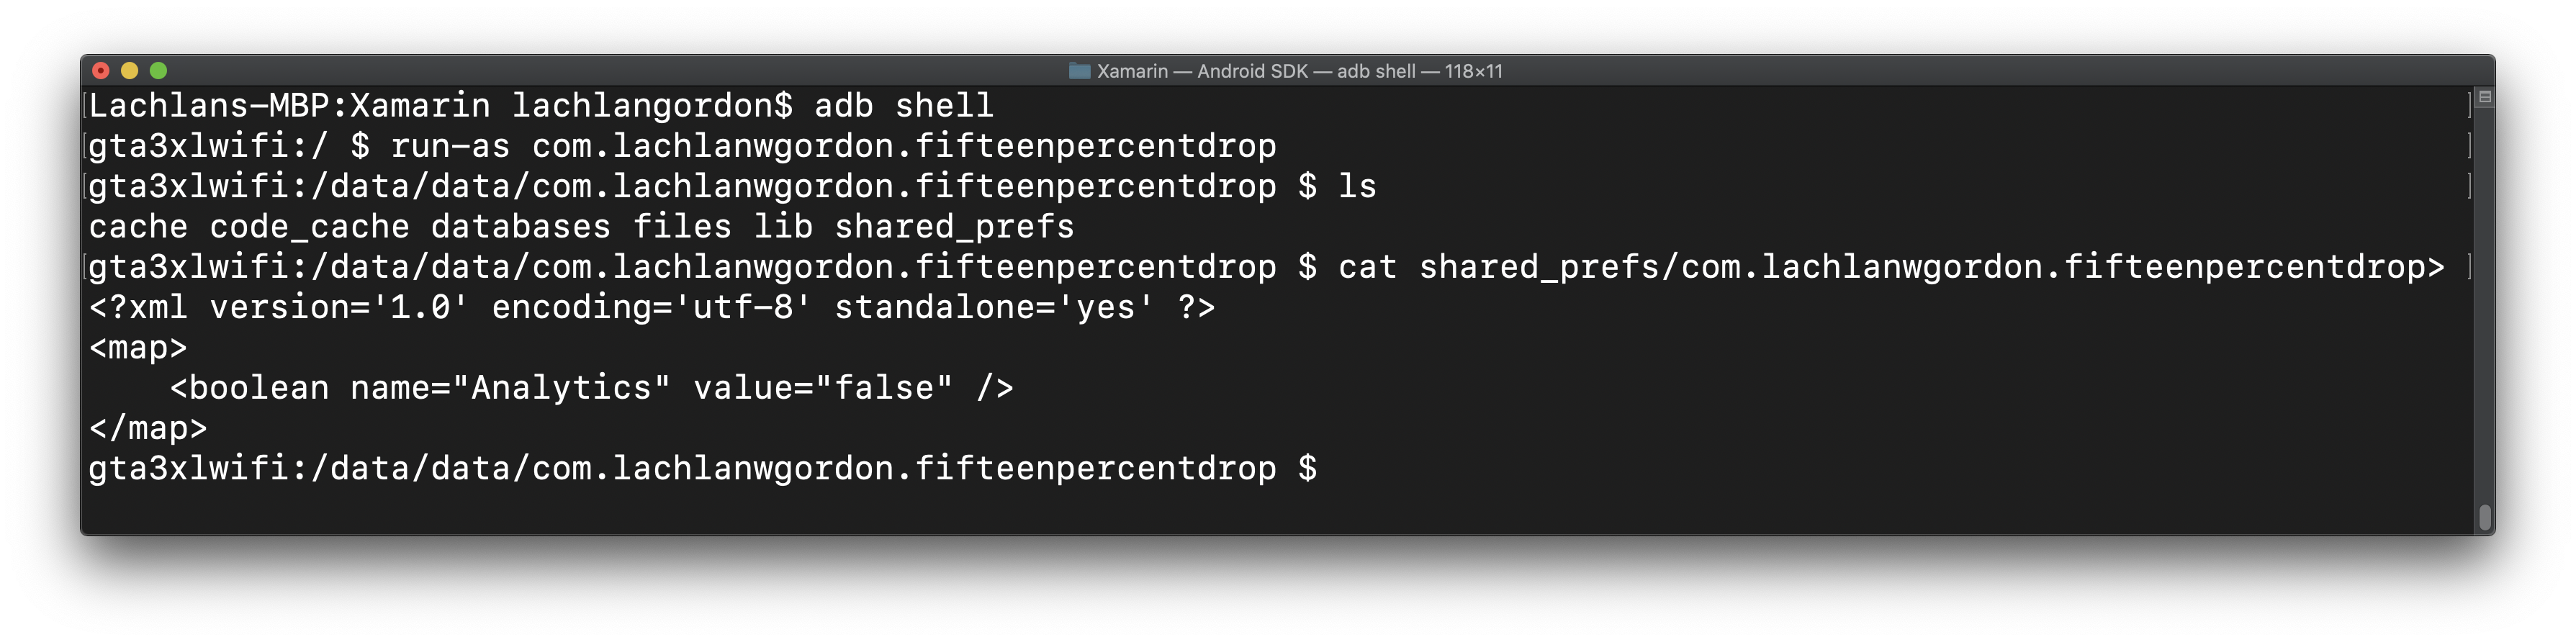 Xamarin — Android SDK — adb shell — 118×11
[Lachlans-MBP:Xamarin lachlangordon$ adb shell ]
[gta3xlwifi:/ $ run-as com.lachlanwgordon.fifteenpercentdrop ]
[gta3xlwifi:/data/data/com.lachlanwgordon.fifteenpercentdrop $ ls ]
cache code_cache databases files lib shared_prefs
[gta3xlwifi:/data/data/com.lachlanwgordon.fifteenpercentdrop $ cat shared_prefs/com.lachlanwgordon.fifteenpercentdrop> ]
<?xml version='1.0' encoding='utf-8' standalone='yes' ?>
<map>
    <boolean name="Analytics" value="false" />
</map>
gta3xlwifi:/data/data/com.lachlanwgordon.fifteenpercentdrop $